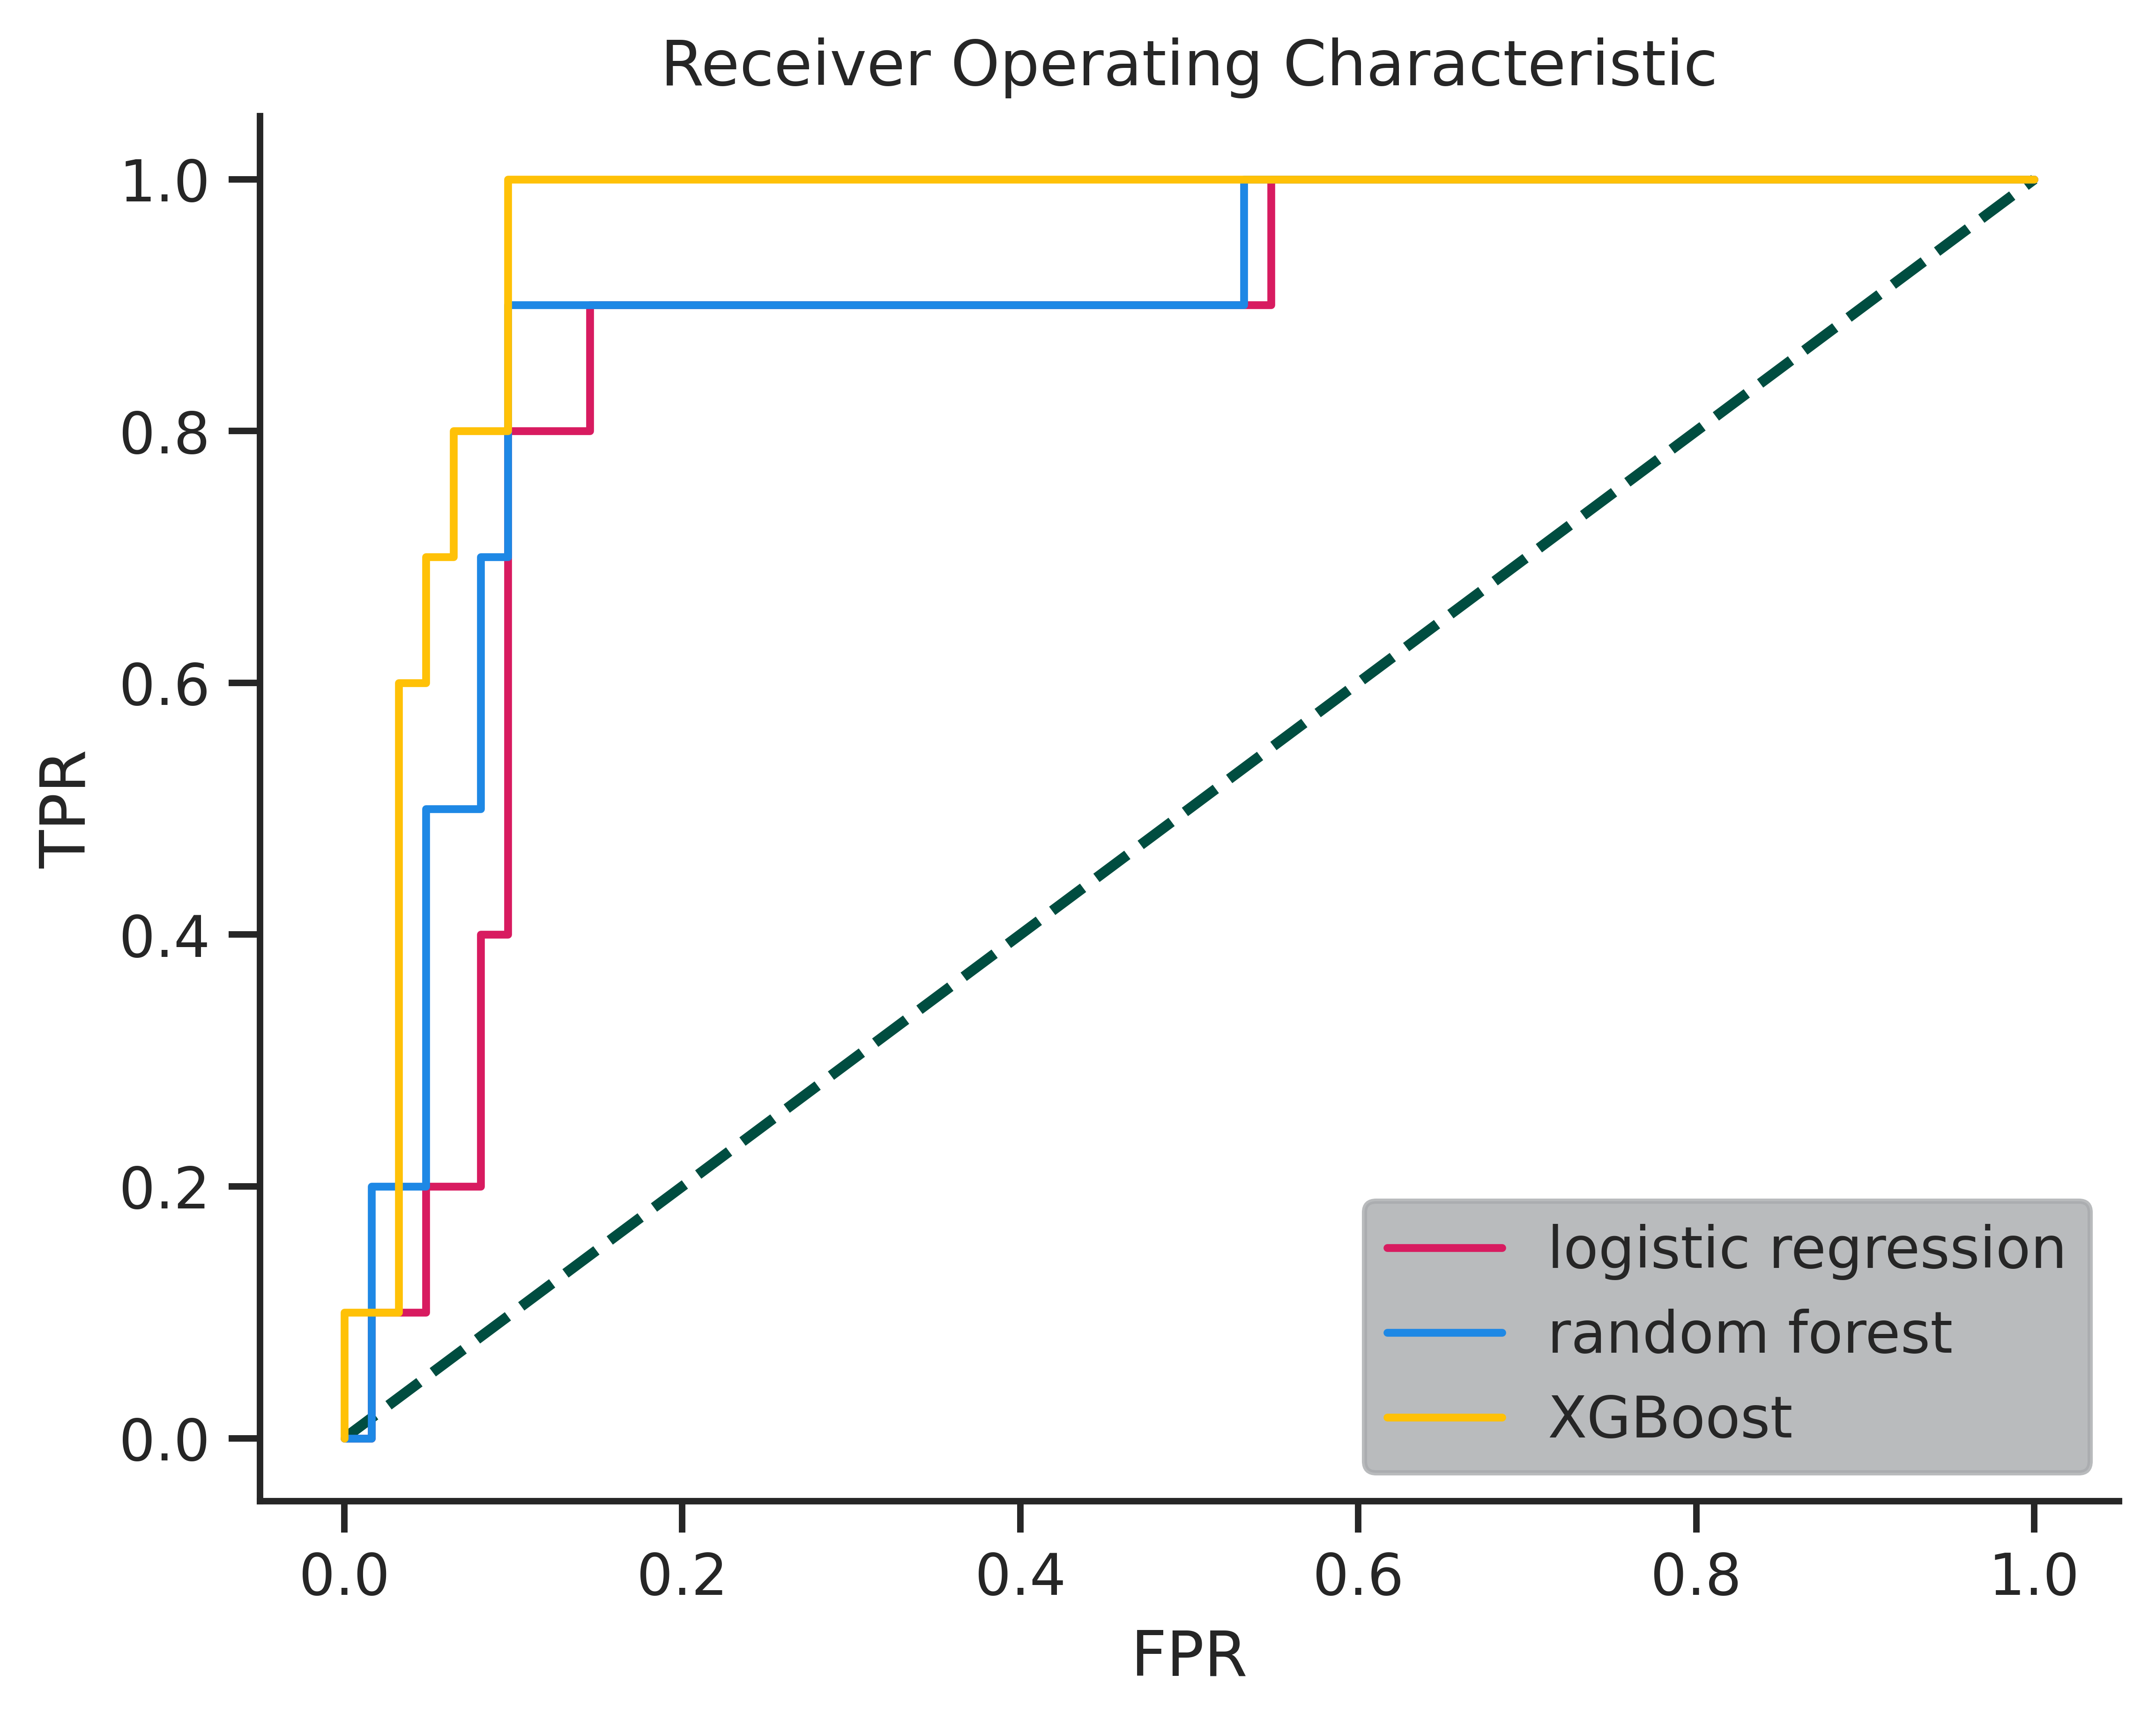 Receiver Operating Characteristic
1.0
0.8
0.6
0.4
0.2
0.0
TPR
logistic regression
random forest
XGBoost
0.0 0.2 0.4 0.6 0.8 1.0
FPR